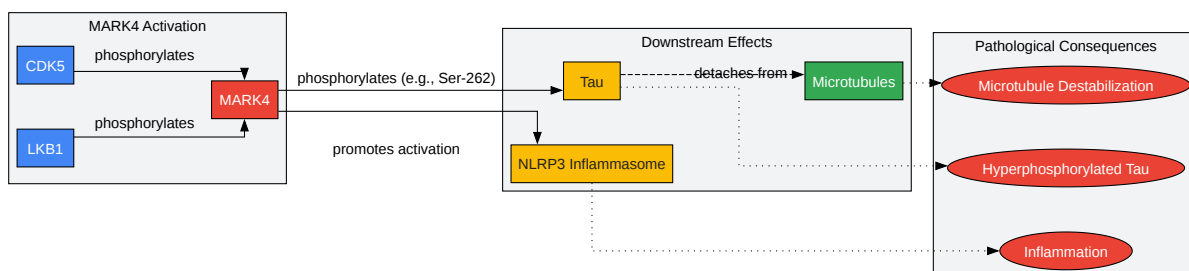 MARK4 Activation
CDK5
phosphorylates
MARK4
LKB1
phosphorylates
phosphorylates (e.g., Ser-262)
promotes activation
Downstream Effects
Tau
detaches from
Microtubules
NLRP3 Inflammasome
Pathological Consequences
Microtubule Destabilization
Hyperphosphorylated Tau
Inflammation